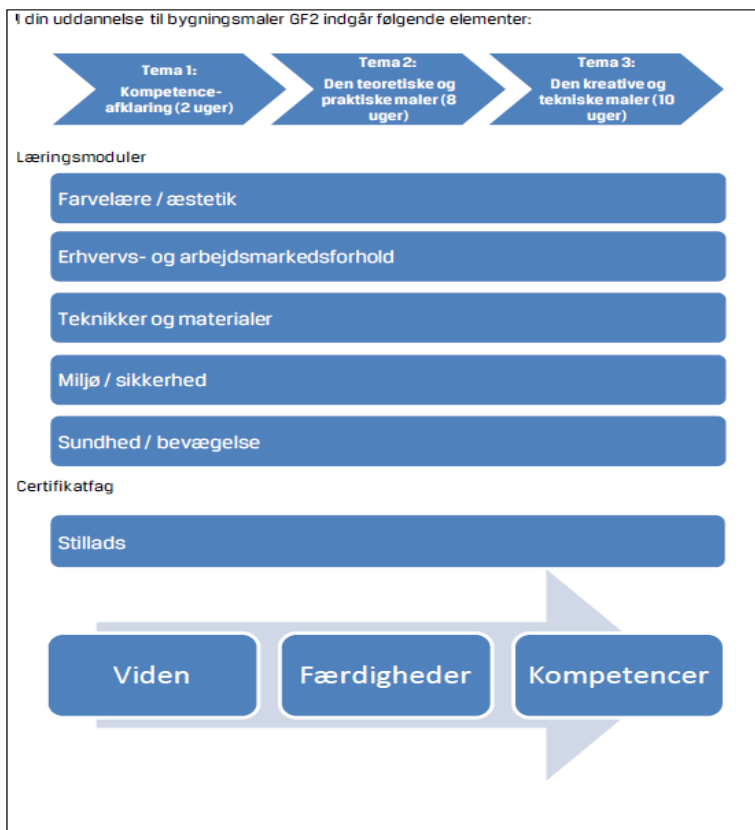 I din uddannelse til bygningsmaler GF2 indgår følgende elementer:
Tema 1:
Kompetence-
afklaring (2 uger)
Tema 2:
Den teoretiske og
praktiske maler (8
uger)
Tema 3:
Den kreative og
tekniske maler (10
uger)
Læringsmoduler
Farvelære / æstetik
Erhvervs- og arbejdsmarkedsforhold
Teknikker og materialer
Miljø / sikkerhed
Sundhed / bevægelse
Certifikatfag
Stillads
Viden
Færdigheder
Kompetencer